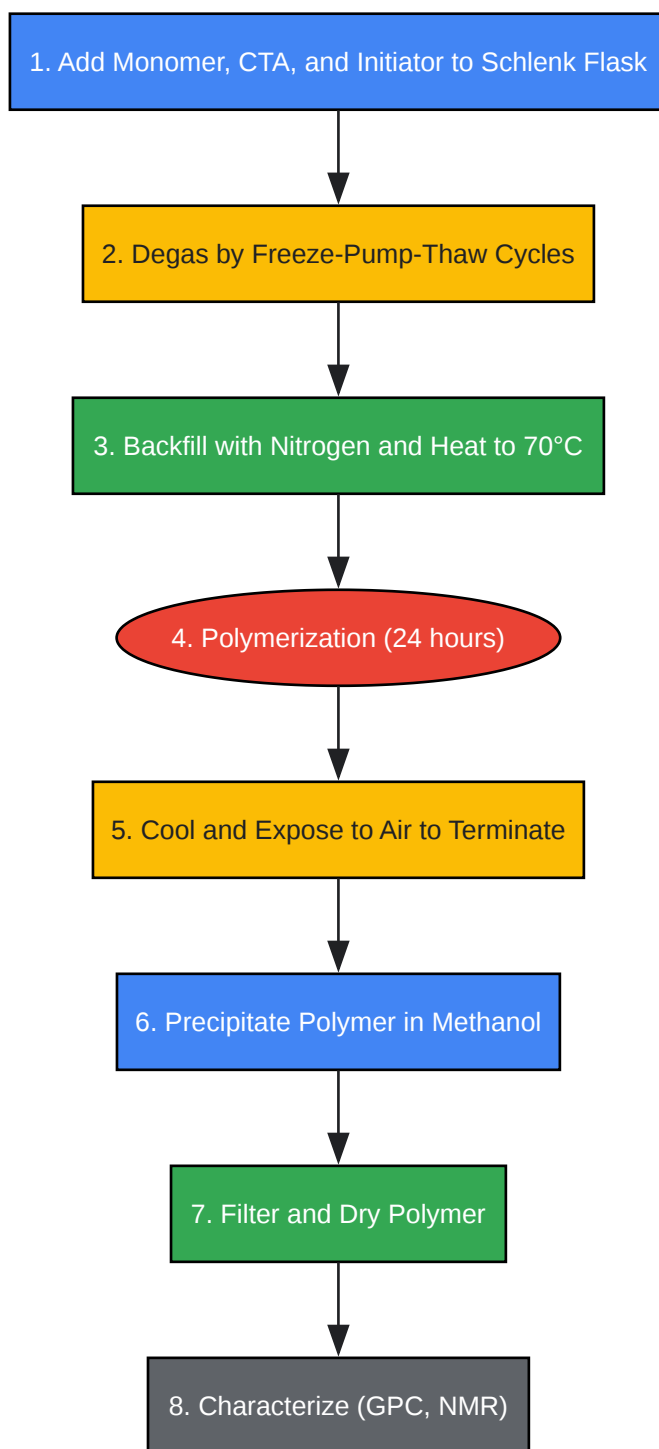 1. Add Monomer, CTA, and Initiator to Schlenk Flask
2. Degas by Freeze-Pump-Thaw Cycles
3. Backfill with Nitrogen and Heat to 70°C
4. Polymerization (24 hours)
5. Cool and Expose to Air to Terminate
6. Precipitate Polymer in Methanol
7. Filter and Dry Polymer
8. Characterize (GPC, NMR)